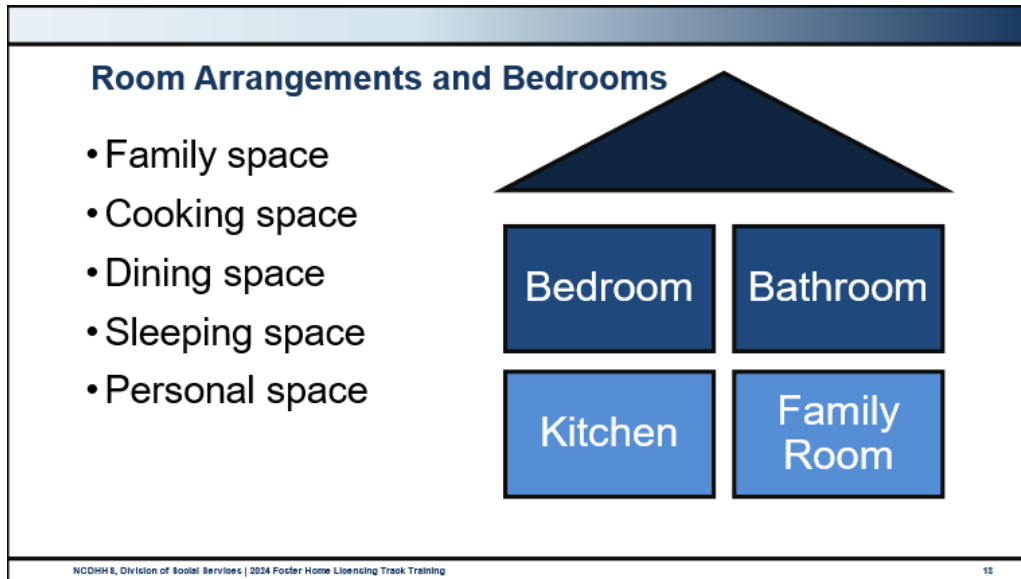 Room Arrangements and Bedrooms
• Family space
• Cooking space
• Dining space
• Sleeping space
• Personal space
Bedroom
Bathroom
Kitchen
Family
Room
NCDHHS, Division of Social Services | 2024 Foster Home Licensing Track Training
13